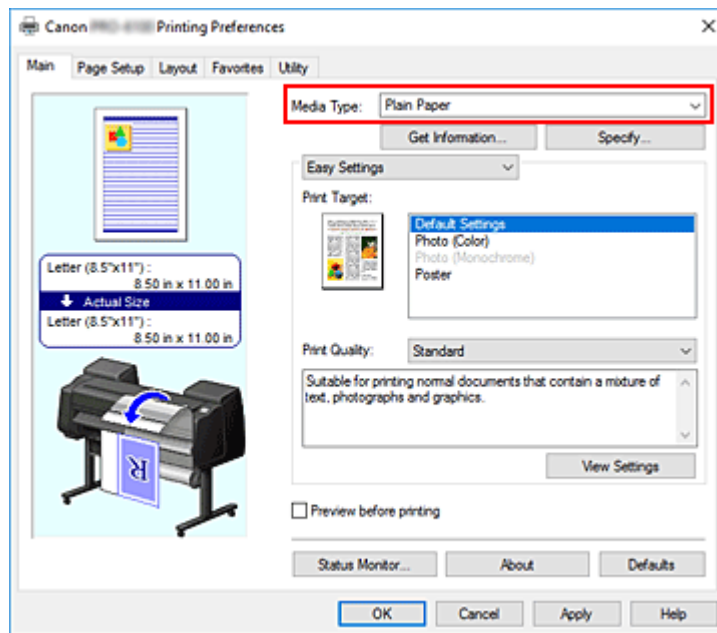 Canon Printing Preferences
Main Page Setup Layout Favorites Utility
Media Type: Plain Paper
Get Information... Specify...
Easy Settings
Print Target:
Default Settings
Photo (Color)
Photo (Monochrome)
Poster
Letter (8.5"x11") :
8.50 in x 11.00 in
Actual Size
Letter (8.5"x11") :
8.50 in x 11.00 in
Print Quality: Standard
Suitable for printing normal documents that contain a mixture of
text, photographs and graphics.
R
View Settings
Preview before printing
Status Monitor... About Defaults
OK Cancel Apply Help